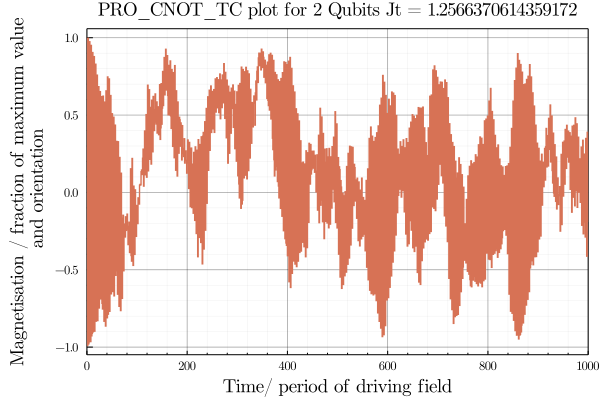 PRO_CNOT_TC plot for 2 Qubits Jt = 1.2566370614359172
Magnetisation / fraction of maximum value
and orientation
1.0
0.5
0.0
−0.5
−1.0
0 200 400 600 800 1000
Time/ period of driving field